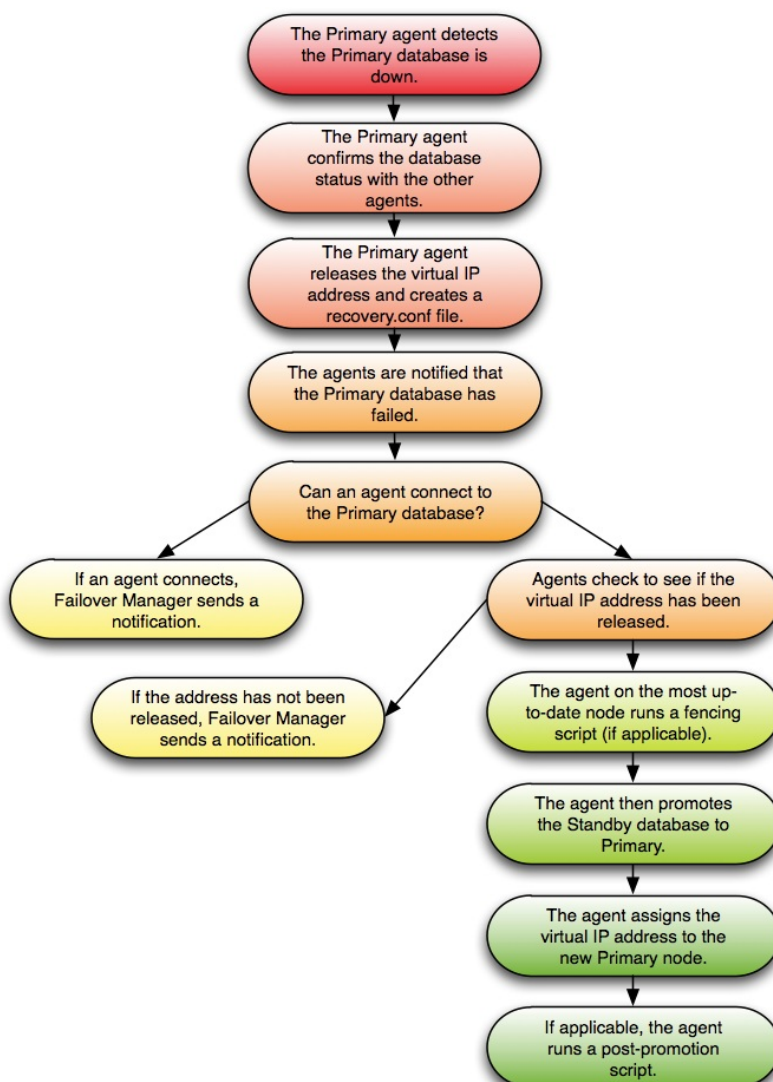 The Primary agent detects
the Primary database is
down.
The Primary agent
confirms the database
status with the other
agents.
The Primary agent
releases the virtual IP
address and creates a
recovery.conf file.
The agents are notified that
the Primary database has
failed.
Can an agent connect to
the Primary database?
If an agent connects,
Failover Manager sends a
notification.
Agents check to see if the
virtual IP address has been
released.
If the address has not been
released, Failover Manager
sends a notification.
The agent on the most up-
to-date node runs a fencing
script (if applicable).
The agent then promotes
the Standby database to
Primary.
The agent assigns the
virtual IP address to the
new Primary node.
If applicable, the agent
runs a post-promotion
script.